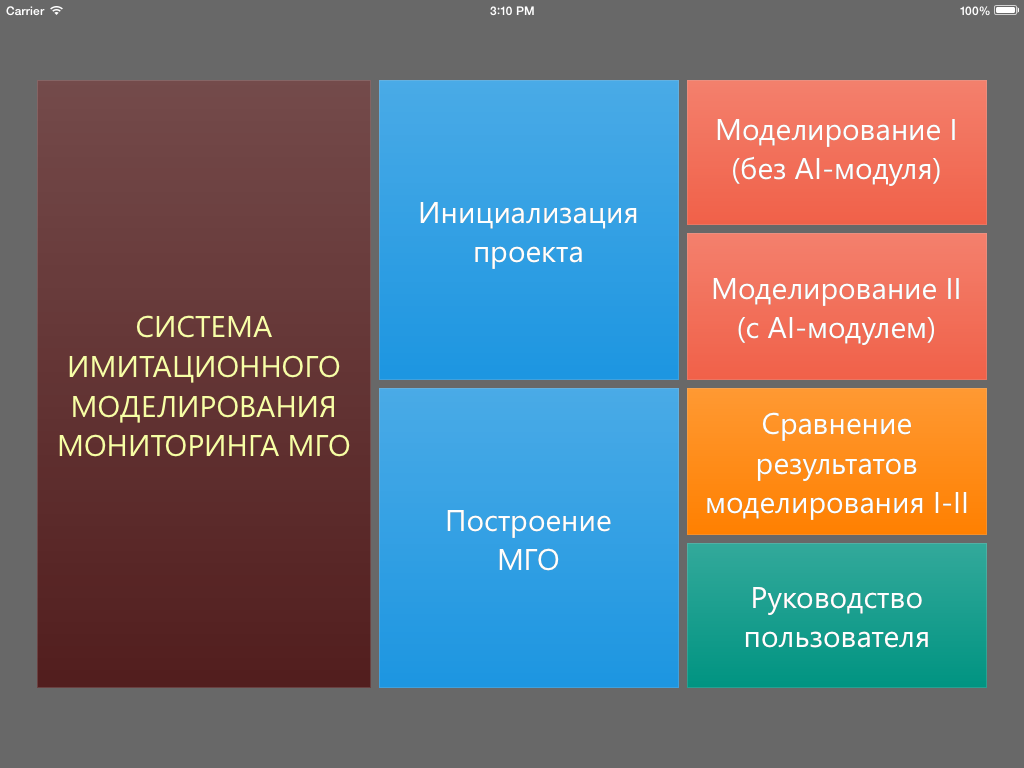 Carrier
3:10 PM
100%
СИСТЕМА
ИМИТАЦИОННОГО
МОДЕЛИРОВАНИЯ
МОНИТОРИНГА МГО
Инициализация
проекта
Построение
МГО
Моделирование I
(без AI-модуля)
Моделирование II
(с AI-модулем)
Сравнение
результатов
моделирования I-II
Руководство
пользователя